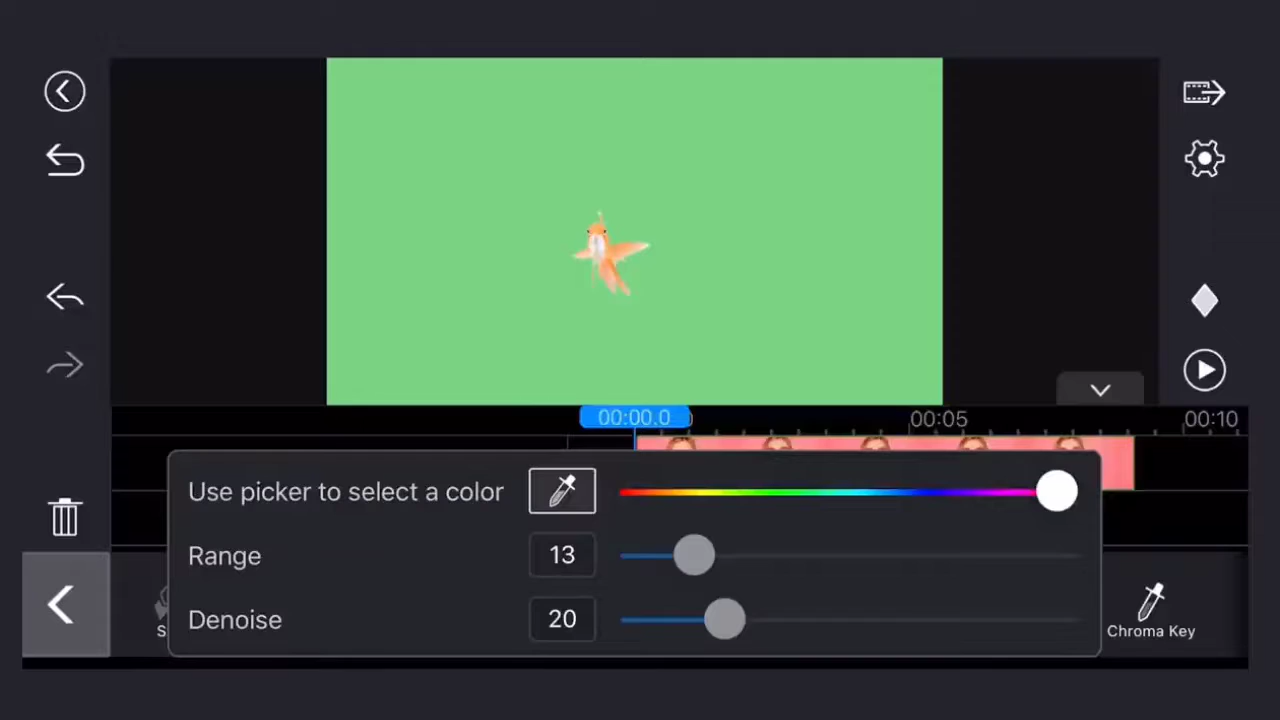 00:00.0
00:05
00:10
Use picker to select a color
Range
13
Denoise
20
S
Chroma Key